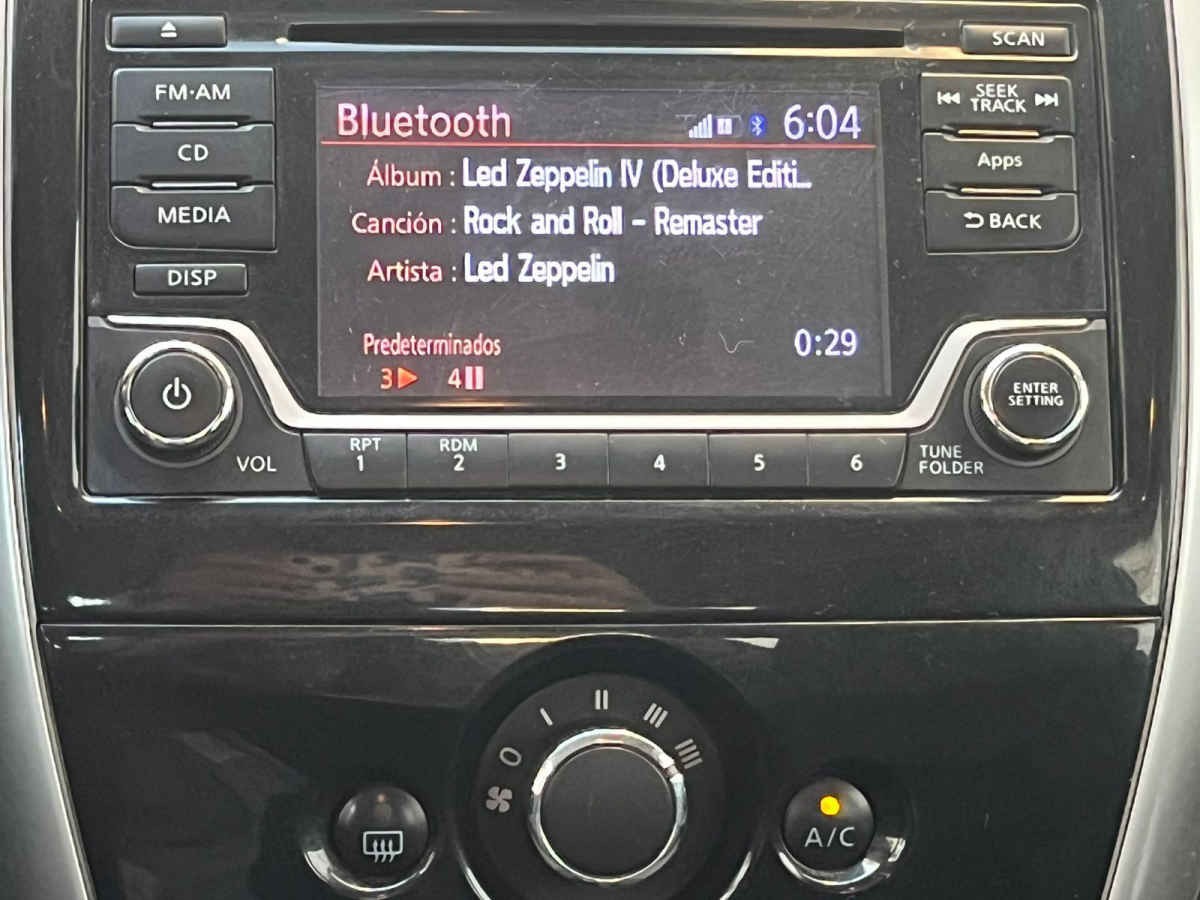 SCAN
FM·AM
CD
MEDIA
DISP
Bluetooth 6:04
Álbum : Led Zeppelin IV (Deluxe Editi...
Canción : Rock and Roll - Remaster
Artista : Led Zeppelin
Predeterminados 0:29
3 4
SEEK
TRACK
Apps
BACK
VOL
RPT
1
RDM
2
3
4
5
6
ENTER
SETTING
TUNE
FOLDER
0 I II III IIII
A/C